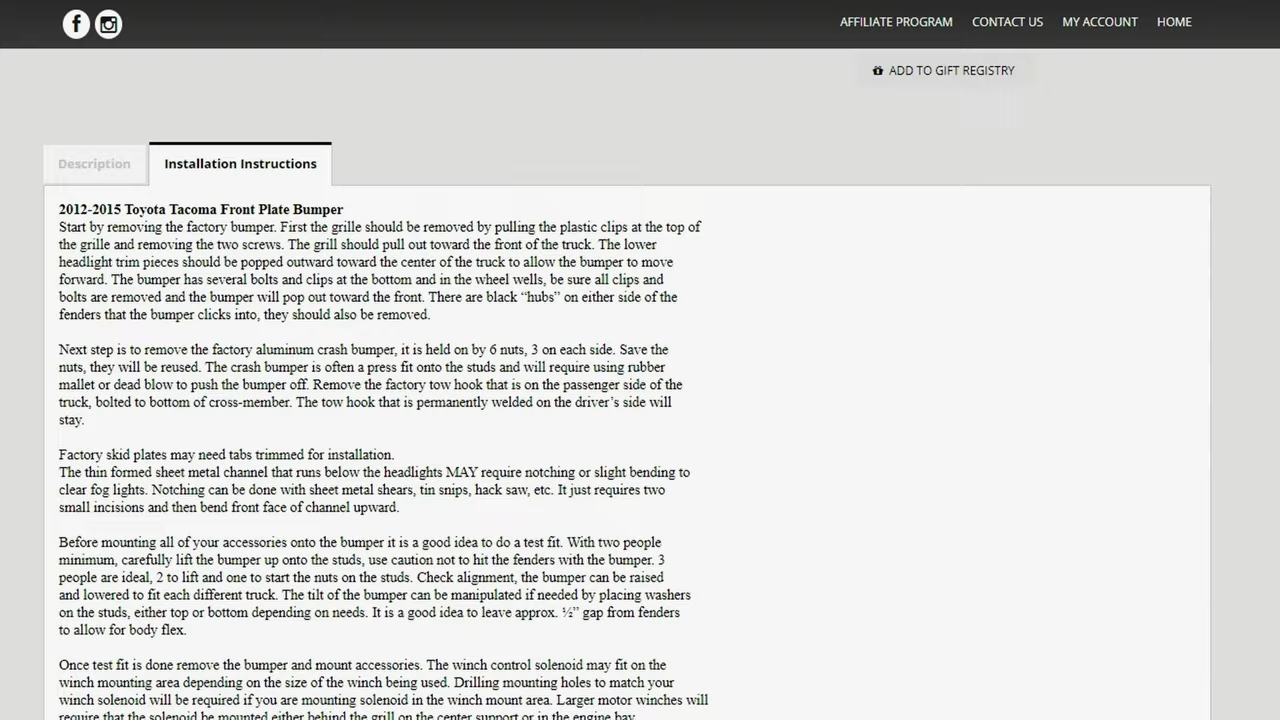 AFFILIATE PROGRAM CONTACT US MY ACCOUNT HOME
ADD TO GIFT REGISTRY
Description Installation Instructions
2012-2015 Toyota Tacoma Front Plate Bumper
Start by removing the factory bumper. First the grille should be removed by pulling the plastic clips at the top of
the grille and removing the two screws. The grill should pull out toward the front of the truck. The lower
headlight trim pieces should be popped outward toward the center of the truck to allow the bumper to move
forward. The bumper has several bolts and clips at the bottom and in the wheel wells, be sure all clips and
bolts are removed and the bumper will pop out toward the front. There are black “hubs” on either side of the
fenders that the bumper clicks into, they should also be removed.
Next step is to remove the factory aluminum crash bumper, it is held on by 6 nuts, 3 on each side. Save the
nuts, they will be reused. The crash bumper is often a press fit onto the studs and will require using rubber
mallet or dead blow to push the bumper off. Remove the factory tow hook that is on the passenger side of the
truck, bolted to bottom of cross-member. The tow hook that is permanently welded on the driver’s side will
stay.
Factory skid plates may need tabs trimmed for installation.
The thin formed sheet metal channel that runs below the headlights MAY require notching or slight bending to
clear fog lights. Notching can be done with sheet metal shears, tin snips, hack saw, etc. It just requires two
small incisions and then bend front face of channel upward.
Before mounting all of your accessories onto the bumper it is a good idea to do a test fit. With two people
minimum, carefully lift the bumper up onto the studs, use caution not to hit the fenders with the bumper. 3
people are ideal, 2 to lift and one to start the nuts on the studs. Check alignment, the bumper can be raised
and lowered to fit each different truck. The tilt of the bumper can be manipulated if needed by placing washers
on the studs, either top or bottom depending on needs. It is a good idea to leave approx. ½” gap from fenders
to allow for body flex.
Once test fit is done remove the bumper and mount accessories. The winch control solenoid may fit on the
winch mounting area depending on the size of the winch being used. Drilling mounting holes to match your
winch solenoid will be required if you are mounting solenoid in the winch mount area. Larger motor winches will
require that the solenoid be mounted either behind the grill on the center support or in the engine bay.